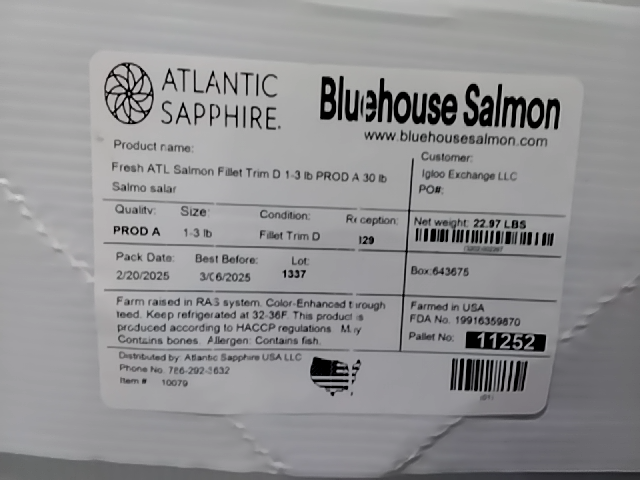 ATLANTIC
SAPPHIRE.
Bluehouse Salmon
www.bluehousesalmon.com
Product name:
Fresh ATL Salmon Fillet Trim D 1-3 lb PROD A 30 lb
Salmo salar
Customer:
Igloo Exchange LLC
PO#:
Quality: Size: Condition: Reception:
PROD A 1-3 lb Fillet Trim D 129
Net weight: 22.97 LBS
Pack Date: Best Before: Lot:
2/20/2025 3/06/2025 1337
Box:643675
Farm raised in RAS system. Color-Enhanced through
feed. Keep refrigerated at 32-36F. This product is
produced according to HACCP regulations. May
Contains bones. Allergen: Contains fish.
Farmed in USA
FDA No. 19916359870
Pallet No: 11252
Distributed by Atlantic Sapphire USA LLC
Phone No.
Item # 10079